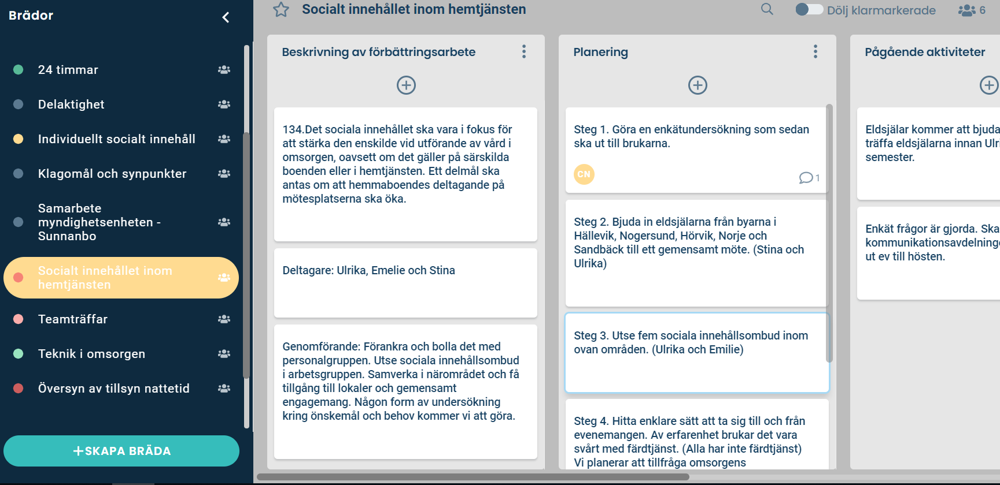 Brädor
24 timmar
Delaktighet
Individuellt socialt innehåll
Klagomål och synpunkter
Samarbete
myndighetsenheten -
Sunnanbo
Socialt innehållet inom
hemtjänsten
Teamträffar
Teknik i omsorgen
Översyn av tillsyn nattetid
SKAPA BRÄDA
Socialt innehållet inom hemtjänsten
Dölj klarmarkerade
6
Beskrivning av förbättringsarbete
134.Det sociala innehållet ska vara i fokus för
att stärka den enskilde vid utförande av vård i
omsorgen, oavsett om det gäller på särskilda
boenden eller i hemtjänsten. Ett delmål ska
antas om att hemmaboendes deltagande på
mötesplatserna ska öka.
Deltagare: Ulrika, Emelie och Stina
Genomförande: Förankra och bolla det med
personalgruppen. Utse sociala innehållsombud
i arbetsgruppen. Samverka i närområdet och få
tillgång till lokaler och gemensamt
engagemang. Någon form av undersökning
kring önskemål och behov kommer vi att göra.
Planering
Steg 1. Göra en enkätundersökning som sedan
ska ut till brukarna.
CN
1
Steg 2. Bjuda in eldsjälarna från byarna i
Hällevik, Nogersund, Hörvik, Norje och
Sandbäck till ett gemensamt möte. (Stina och
Ulrika)
Steg 3. Utse fem sociala innehållsombud inom
ovan områden. (Ulrika och Emilie)
Steg 4. Hitta enklare sätt att ta sig till och från
evenemangen. Av erfarenhet brukar det vara
svårt med färdtjänst. (Alla har inte färdtjänst)
Vi planerar att tillfråga omsorgens
Pågående aktiviteter
Eldsjälar kommer att bjuda
träffa eldsjälarna innan Ulri
semester.
Enkät frågor är gjorda. Ska
kommunikationsavdelninge
ut ev till hösten.